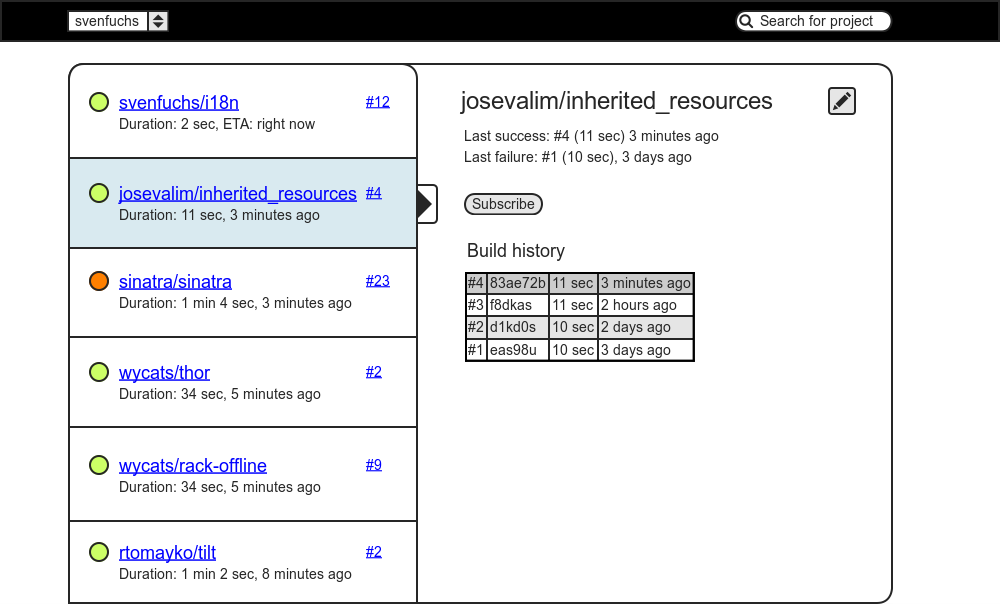 svenfuchs
Search for project
svenfuchs/i18n #12
Duration: 2 sec, ETA: right now
josevalim/inherited_resources #4
Duration: 11 sec, 3 minutes ago
sinatra/sinatra #23
Duration: 1 min 4 sec, 3 minutes ago
wycats/thor #2
Duration: 34 sec, 5 minutes ago
wycats/rack-offline #9
Duration: 34 sec, 5 minutes ago
rtomayko/tilt #2
Duration: 1 min 2 sec, 8 minutes ago
josevalim/inherited_resources
Last success: #4 (11 sec) 3 minutes ago
Last failure: #1 (10 sec), 3 days ago
Subscribe
Build history
#4 83ae72b 11 sec 3 minutes ago
#3 f8dkas 11 sec 2 hours ago
#2 d1kd0s 10 sec 2 days ago
#1 eas98u 10 sec 3 days ago